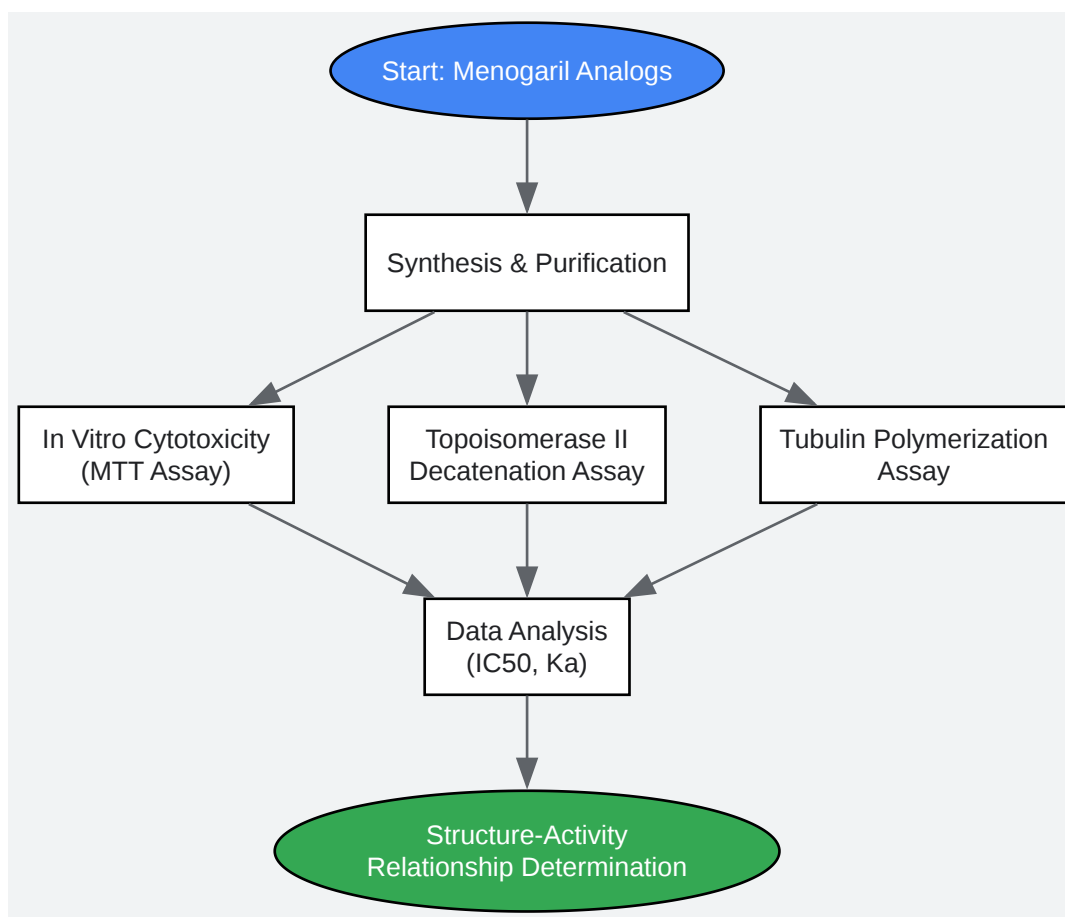 Start: Menogaril Analogs
Synthesis & Purification
In Vitro Cytotoxicity
(MTT Assay)
Topoisomerase II
Decatenation Assay
Tubulin Polymerization
Assay
Data Analysis
(IC50, Ka)
Structure-Activity
Relationship Determination